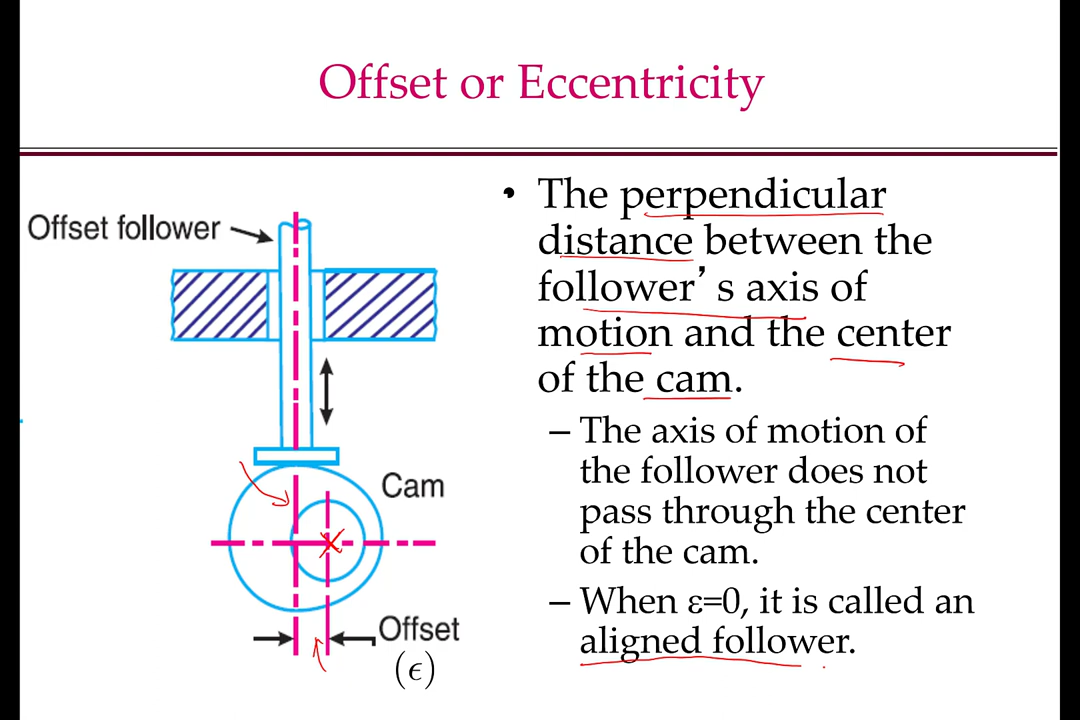 Offset or Eccentricity
Offset follower
Cam
Offset
(ϵ)
• The perpendicular
distance between the
follower’ s axis of
motion and the center
of the cam.
– The axis of motion of
the follower does not
pass through the center
of the cam.
– When ε=0, it is called an
aligned follower.